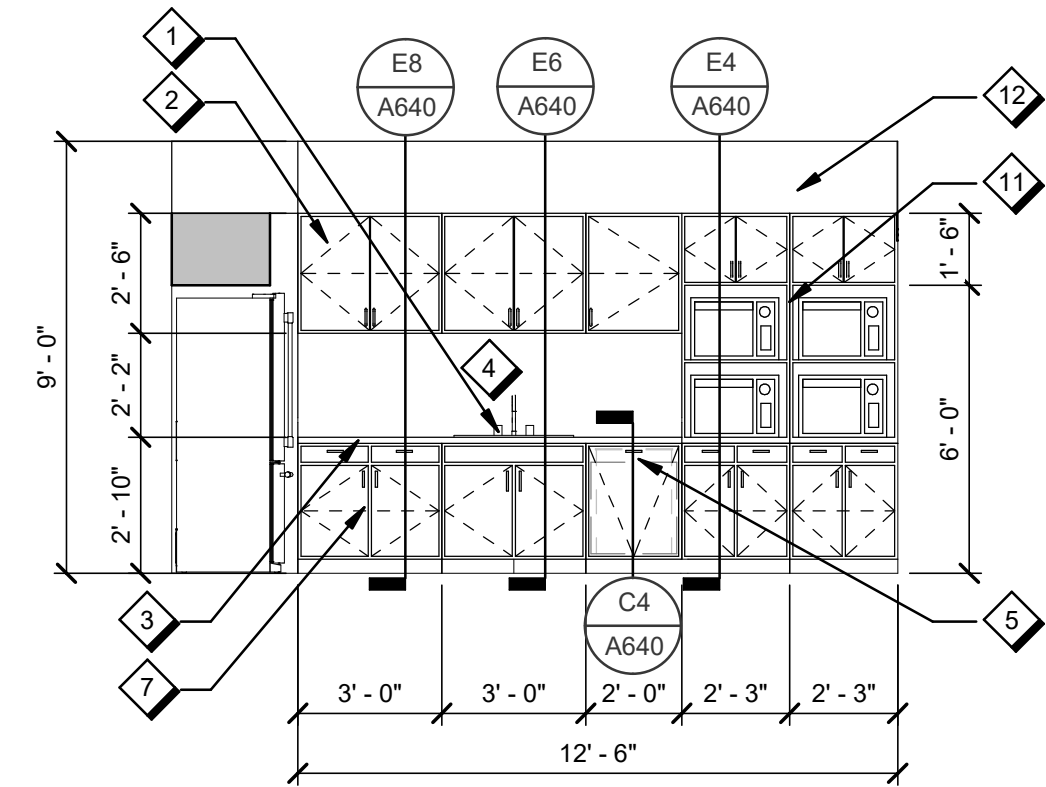 1
2
E8
A640
E6
A640
E4
A640
12
11
9' - 0"
2' - 6"
2' - 2"
2' - 10"
1' - 6"
6' - 0"
4
3
7
C4
A640
5
3' - 0"
3' - 0"
2' - 0"
2' - 3"
2' - 3"
12' - 6"